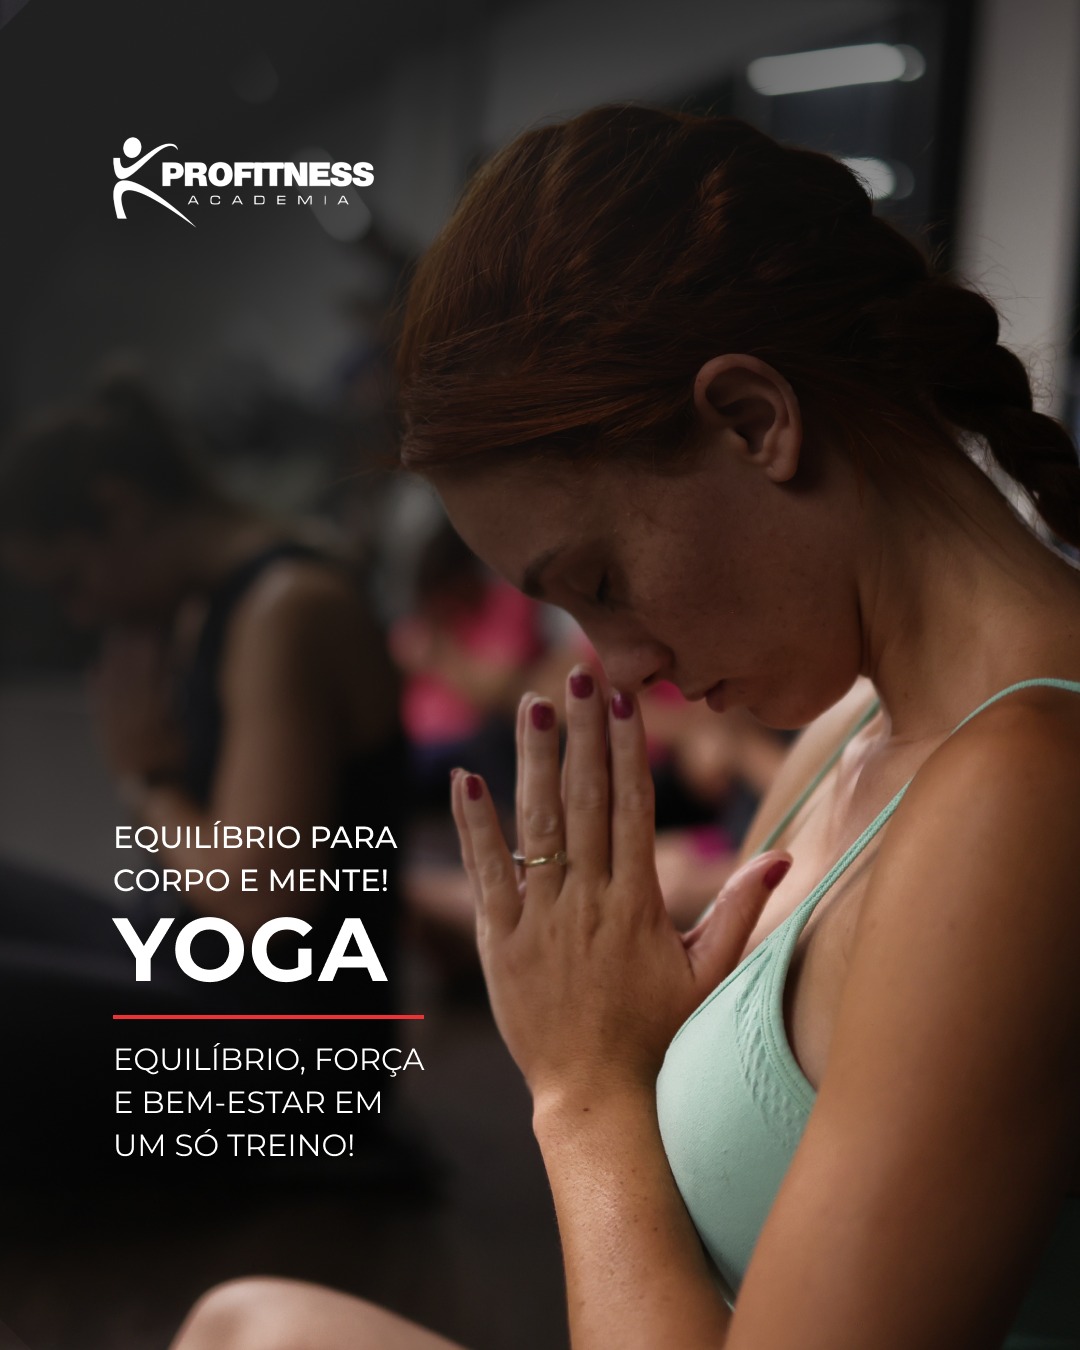 PROFITNESS
ACADEMIA
EQUILÍBRIO PARA
CORPO E MENTE!
YOGA
EQUILÍBRIO, FORÇA
E BEM-ESTAR EM
UM SÓ TREINO!